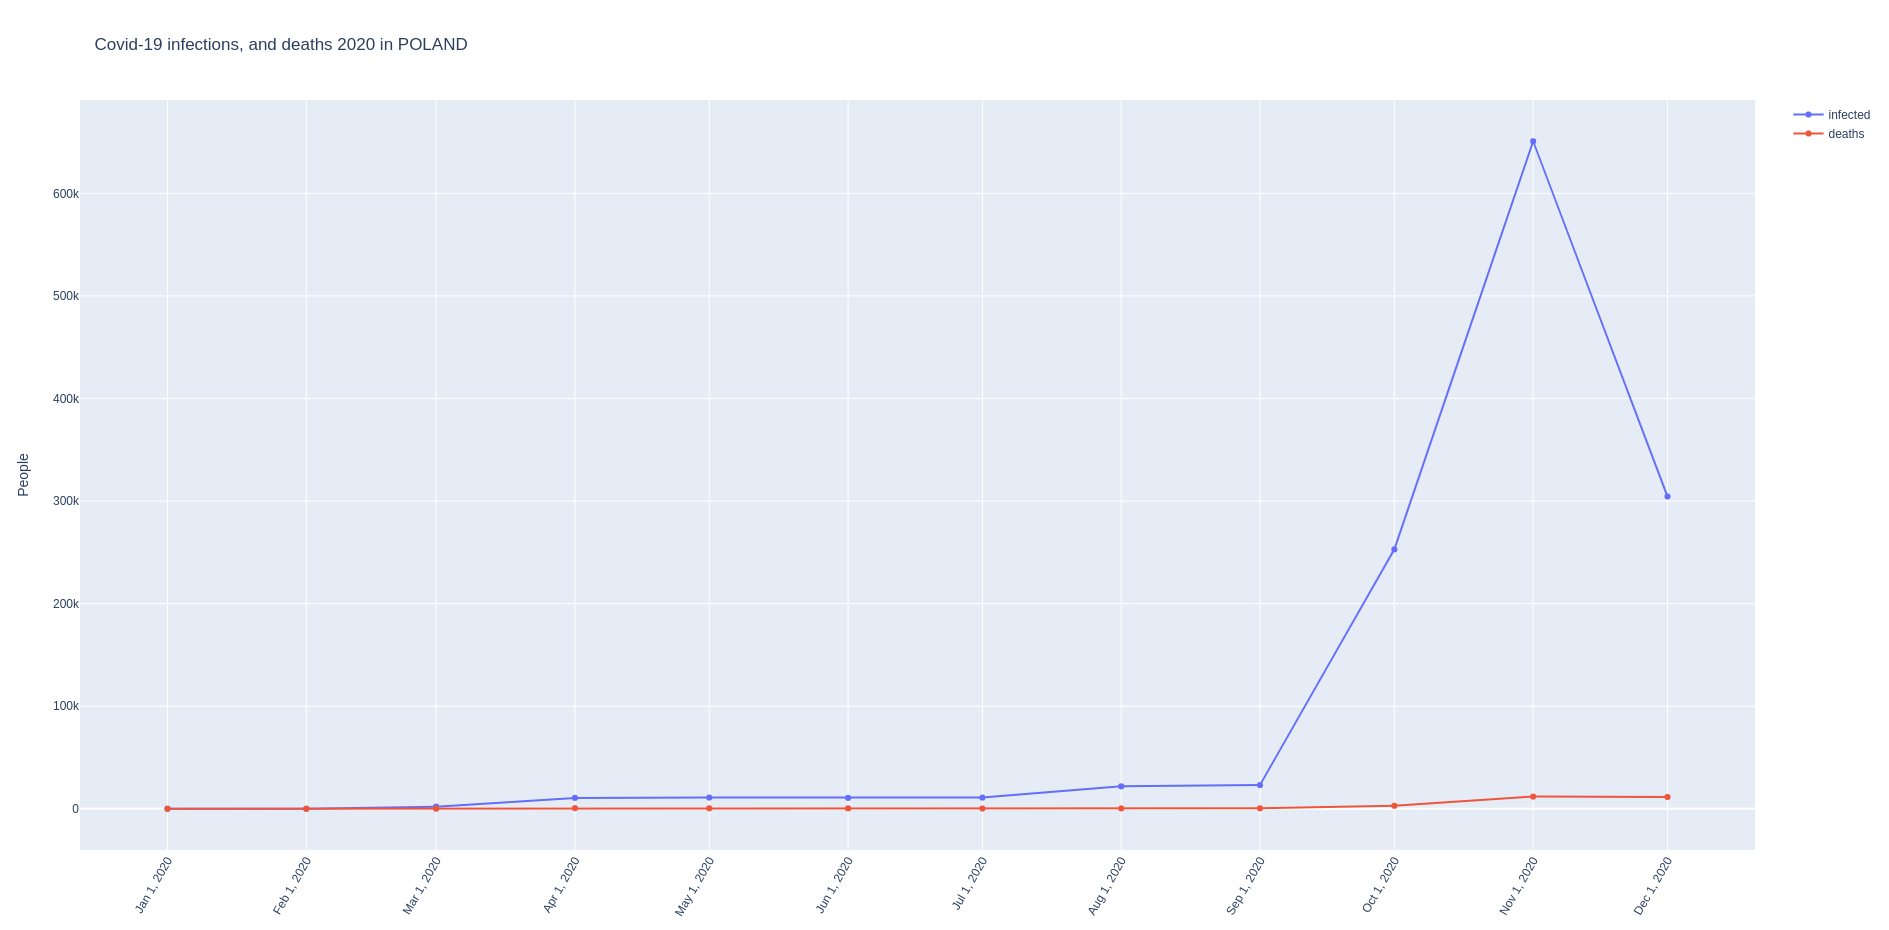 Covid-19 infections, and deaths 2020 in POLAND
infected
deaths
People
600k
500k
400k
300k
200k
100k
0
Jan 1, 2020
Feb 1, 2020
Mar 1, 2020
Apr 1, 2020
May 1, 2020
Jun 1, 2020
Jul 1, 2020
Aug 1, 2020
Sep 1, 2020
Oct 1, 2020
Nov 1, 2020
Dec 1, 2020